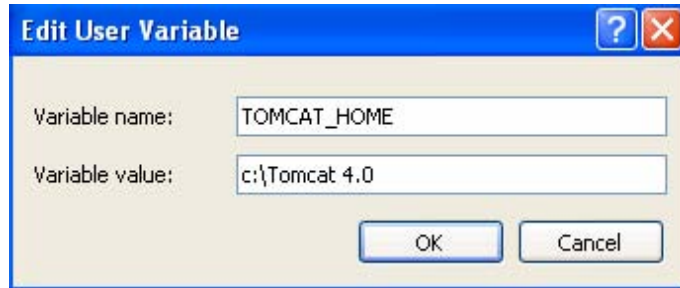 Edit User Variable
Variable name: TOMCAT_HOME
Variable value: c:\Tomcat 4.0
OK Cancel